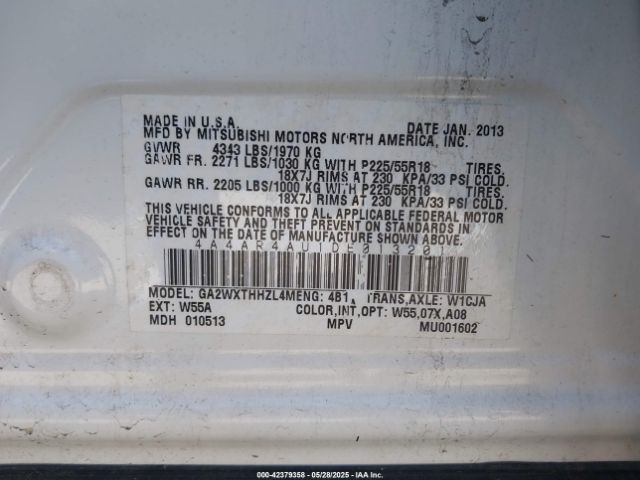 MADE IN U.S.A. DATE JAN. 2013
MFD BY MITSUBISHI MOTORS NORTH AMERICA, INC.
GVWR 4343 LBS/1970 KG
GAWR FR. 2271 LBS/1030 KG WITH P225/55R18 TIRES.
18X7J RIMS AT 230 KPA/33 PSI COLD.
GAWR RR. 2205 LBS/1000 KG WITH P225/55R18 TIRES.
18X7J RIMS AT 230 KPA/33 PSI COLD.
THIS VEHICLE CONFORMS TO ALL APPLICABLE FEDERAL MOTOR
VEHICLE SAFETY AND THEFT PREVENTION STANDARDS IN
EFFECT ON THE DATE OF MANUFACTURE SHOWN ABOVE.
MODEL: GA2WXTHHZL4M ENG: 4B1 TRANS,AXLE: W1CJA
EXT: W55A COLOR,INT,OPT: W55,07X,A08
MDH 010513 MPV MU001602
000-42379358 - 05/28/2025 - IAA Inc.